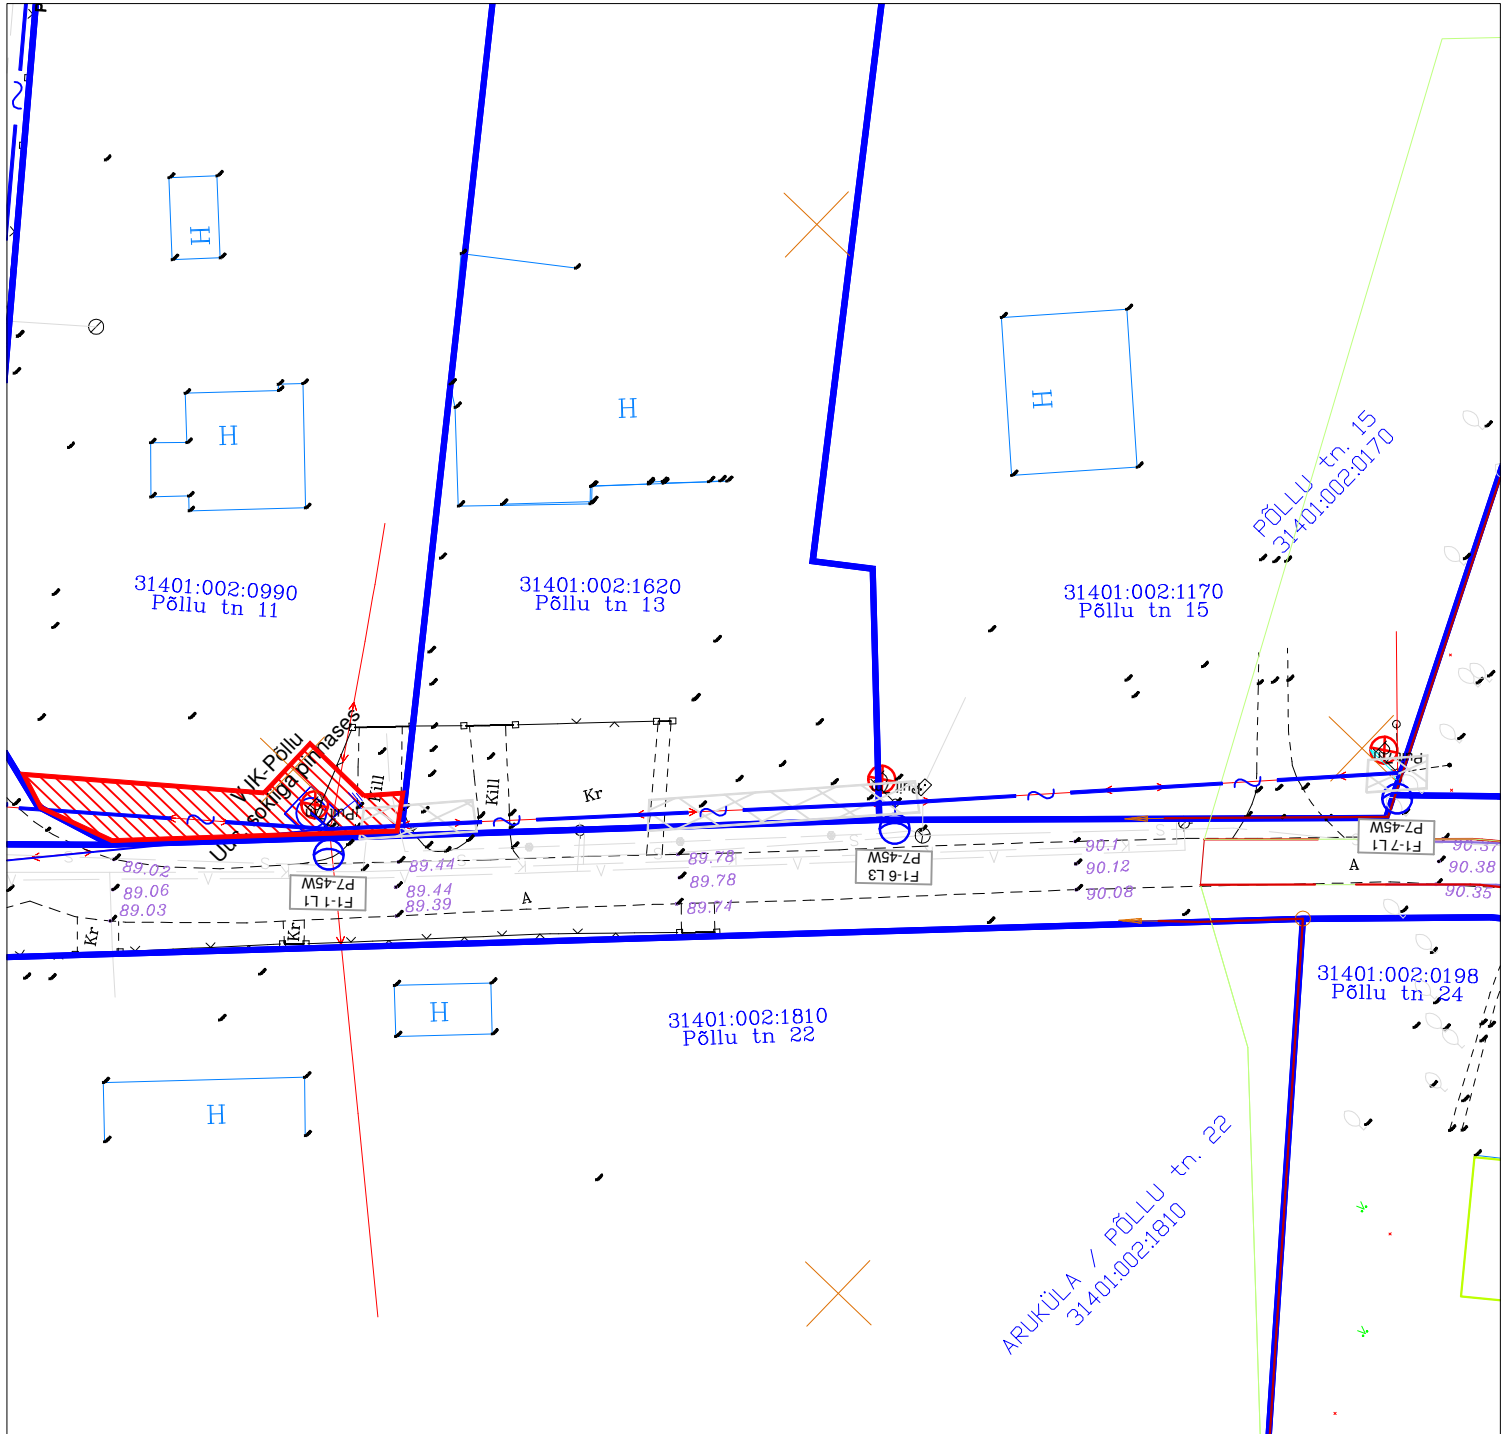 H
H
H
H
PÕLLU tn. 15
31401:002:0170
31401:002:0990
Põllu tn 11
31401:002:1620
Põllu tn 13
31401:002:1170
Põllu tn 15
VJK-Põllu
sokliga pinnases
Kill
Kill
Kr
89.02
89.06
89.03
89.44
89.44
89.39
89.78
89.78
89.74
90.12
90.08
90.37
90.38
90.35
F1-1 L1
P7-45W
F1-6 L3
P7-45W
F1-7 L1
P7-45W
A
A
Kr
Kr
31401:002:0198
Põllu tn 24
31401:002:1810
Põllu tn 22
H
H
ARUKÜLA / PÕLLU tn. 22
31401:002:1810